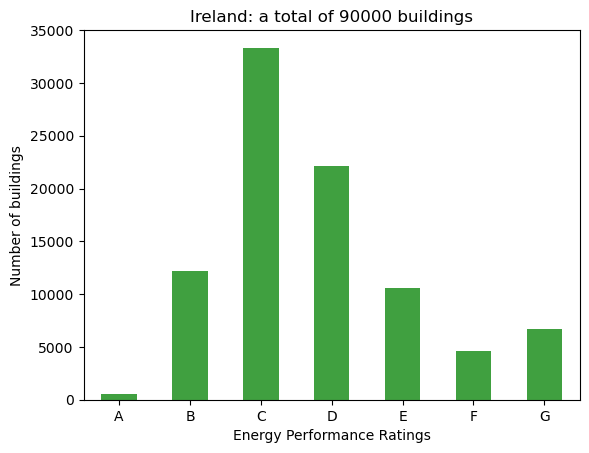 Ireland: a total of 90000 buildings
35000
30000
25000
20000
15000
10000
5000
0
Number of buildings
A B C D E F G
Energy Performance Ratings